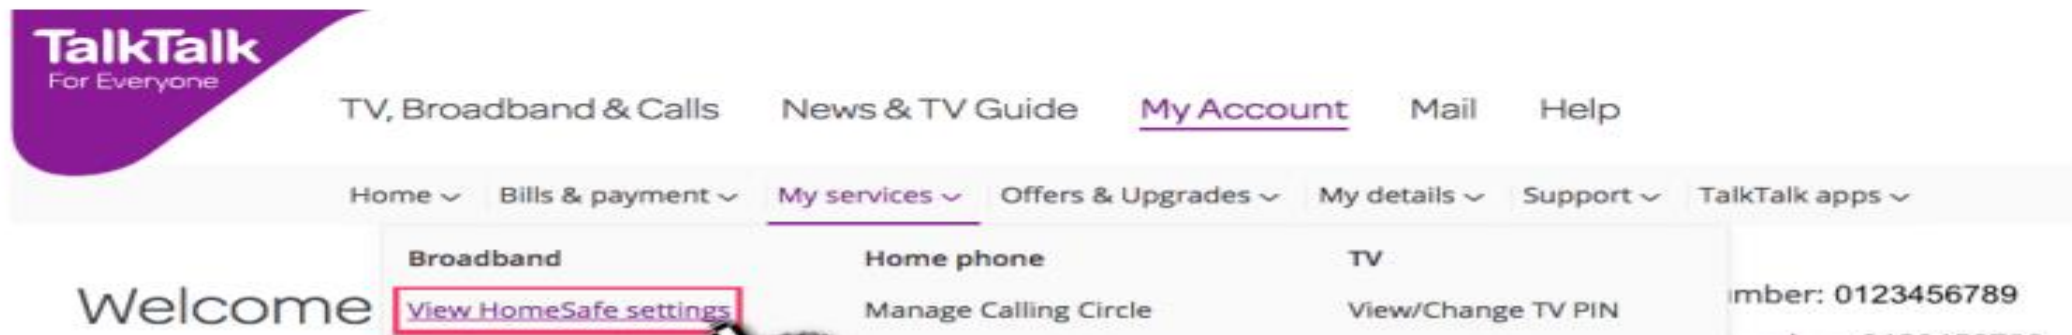 TalkTalk
For Everyone
TV, Broadband & Calls News & TV Guide My Account Mail Help
Home Bills & payment My services Offers & Upgrades My details Support TalkTalk apps
Broadband Home phone TV
Welcome View HomeSafe settings Manage Calling Circle View/Change TV PIN mber: 0123456789